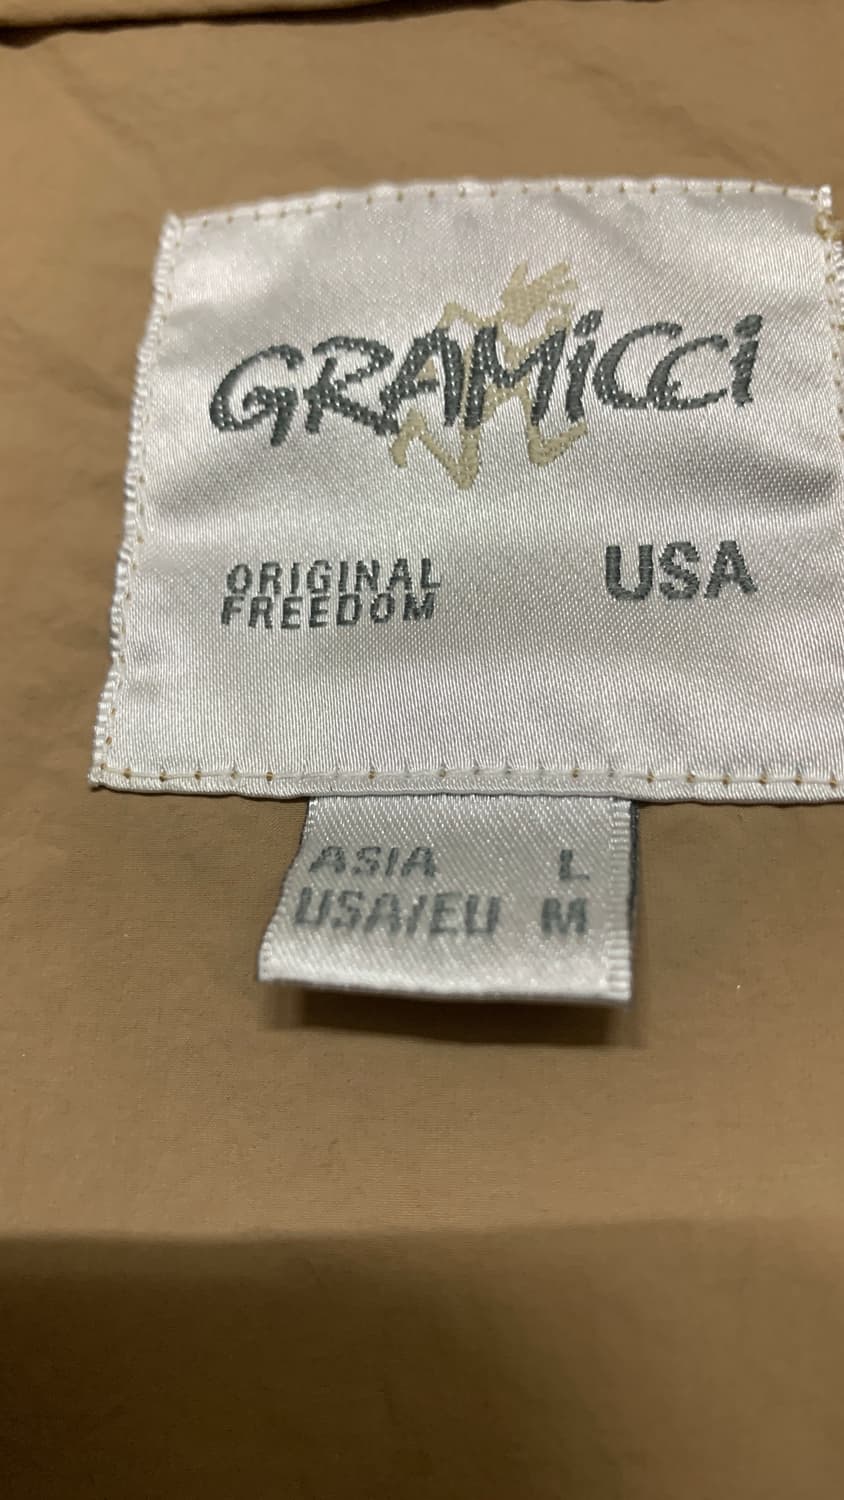 GRAMiCCi
ORIGINAL
FREEDOM
USA
ASIA L
USA/EU M